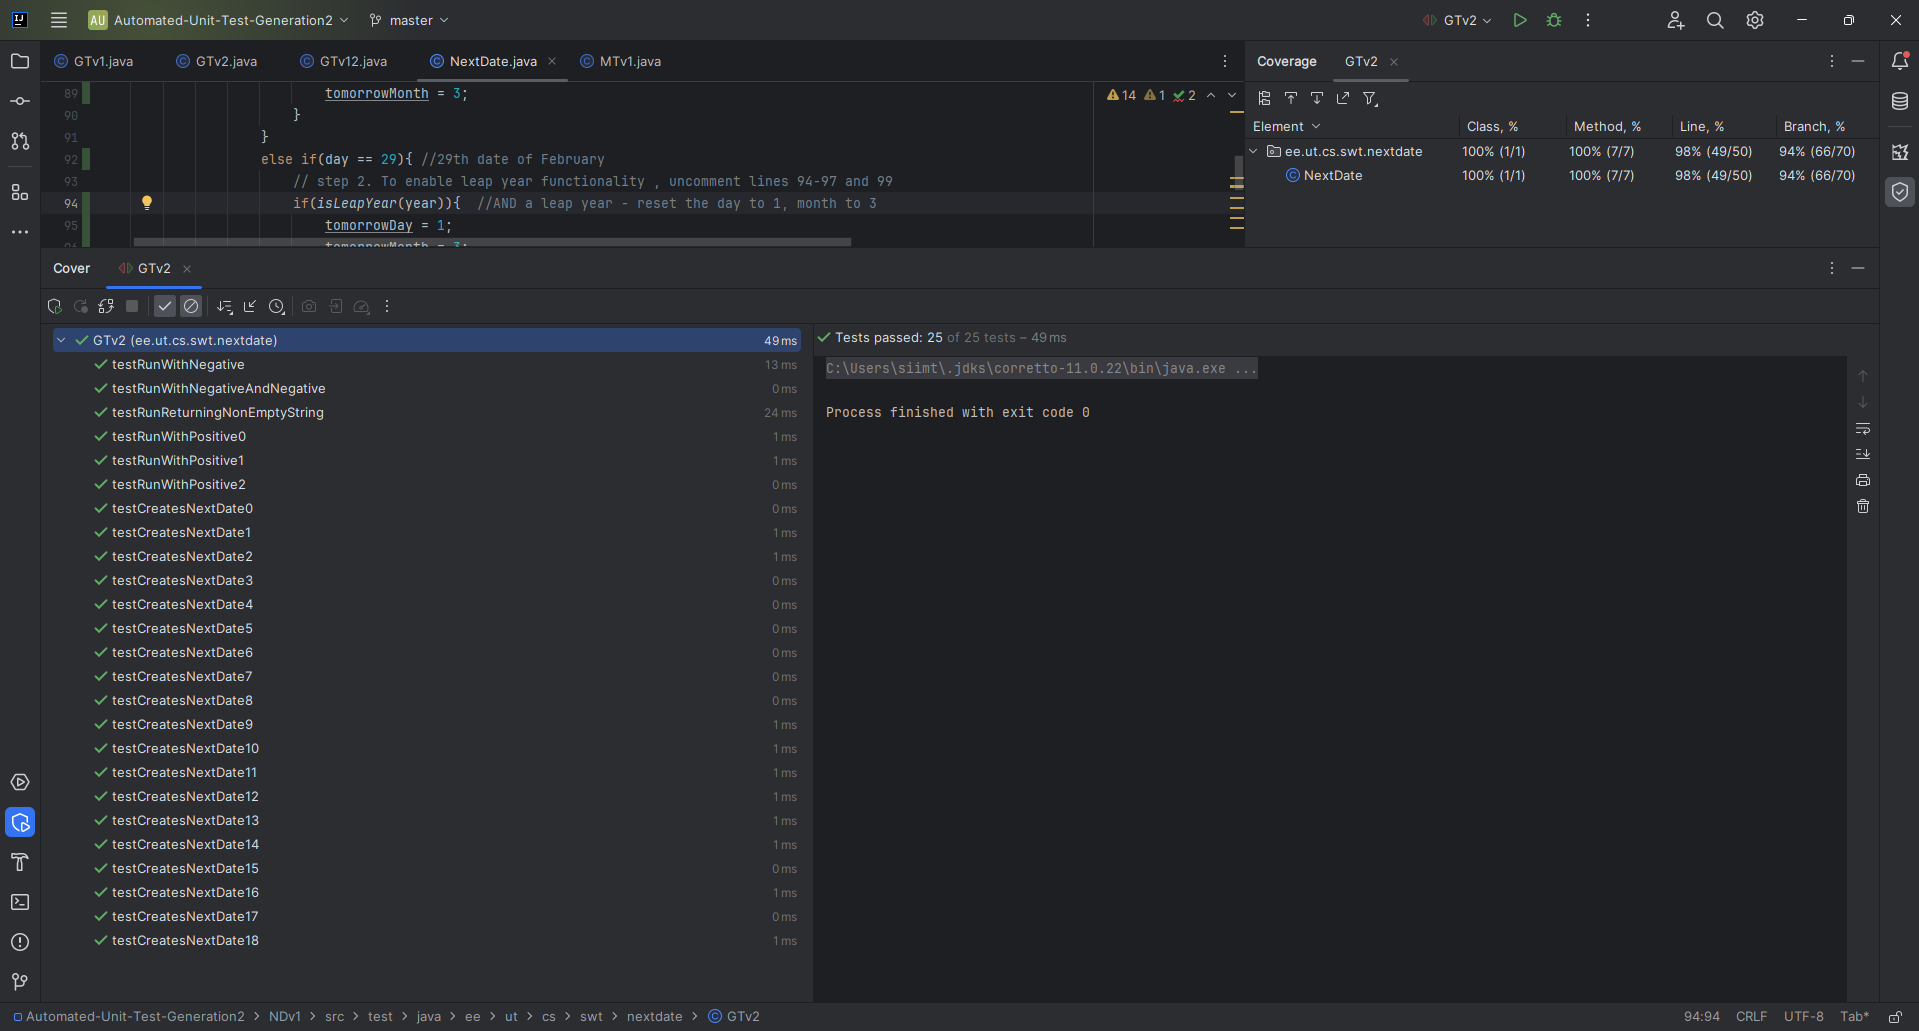 AU Automated-Unit-Test-Generation2 master GTv2
GTv1.java GTv2.java GTv12.java NextDate.java MTv1.java
Coverage GTv2
89 tomorrowMonth = 3;
90 }
91 }
92 else if(day == 29){ //29th date of February
93 // step 2. To enable leap year functionality , uncomment lines 94-97 and 99
94 if(isLeapYear(year)){ //AND a leap year - reset the day to 1, month to 3
95 tomorrowDay = 1;
96 tomorrowMonth = 3;
14 1 2
Element Class, % Method, % Line, % Branch, %
ee.ut.cs.swt.nextdate 100% (1/1) 100% (7/7) 98% (49/50) 94% (66/70)
NextDate 100% (1/1) 100% (7/7) 98% (49/50) 94% (66/70)
Cover GTv2
GTv2 (ee.ut.cs.swt.nextdate) 49 ms
testRunWithNegative 13 ms
testRunWithNegativeAndNegative 0 ms
testRunReturningNonEmptyString 24 ms
testRunWithPositive0 1 ms
testRunWithPositive1 1 ms
testRunWithPositive2 0 ms
testCreatesNextDate0 0 ms
testCreatesNextDate1 1 ms
testCreatesNextDate2 1 ms
testCreatesNextDate3 0 ms
testCreatesNextDate4 0 ms
testCreatesNextDate5 0 ms
testCreatesNextDate6 0 ms
testCreatesNextDate7 0 ms
testCreatesNextDate8 0 ms
testCreatesNextDate9 1 ms
testCreatesNextDate10 1 ms
testCreatesNextDate11 1 ms
testCreatesNextDate12 1 ms
testCreatesNextDate13 1 ms
testCreatesNextDate14 1 ms
testCreatesNextDate15 0 ms
testCreatesNextDate16 1 ms
testCreatesNextDate17 0 ms
testCreatesNextDate18 1 ms
Tests passed: 25 of 25 tests – 49 ms
C:\Users\siimt\.jdks\corretto-11.0.22\bin\java.exe ...
Process finished with exit code 0
Automated-Unit-Test-Generation2 > NDv1 > src > test > java > ee > ut > cs > swt > nextdate > GTv2
94:94 CRLF UTF-8 Tab*